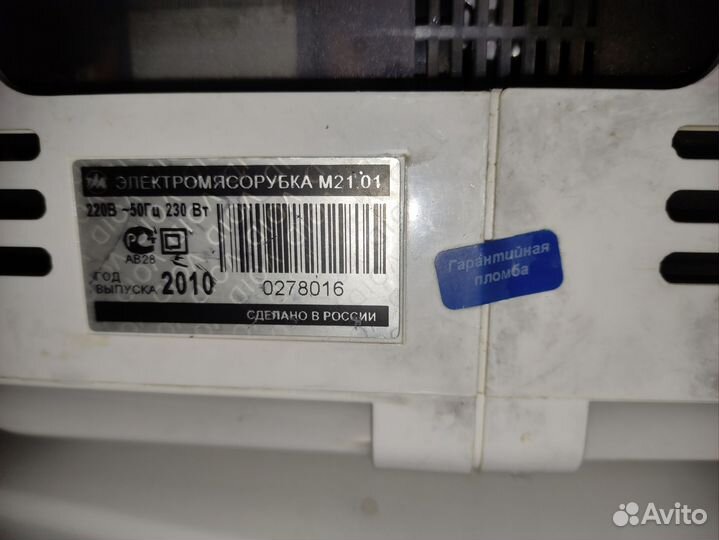 ЭЛЕКТРОМЯСОРУБКА М21.01
220В ~50Гц 230 Вт
АВ28
ГОД ВЫПУСКА 2010
0278016
СДЕЛАНО В РОССИИ
Гарантийная
пломба
Avito